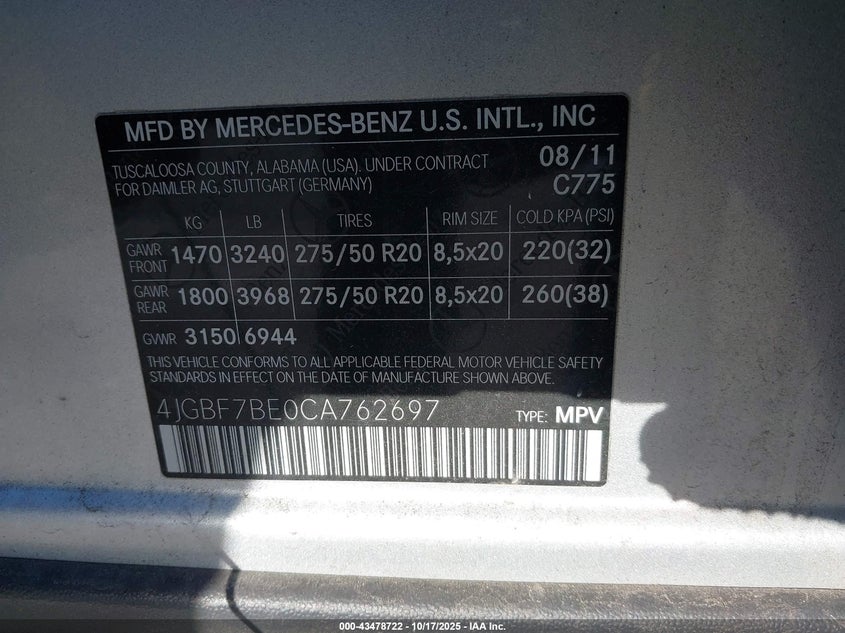 MFD BY MERCEDES-BENZ U.S. INTL., INC
TUSCALOOSA COUNTY, ALABAMA (USA). UNDER CONTRACT
FOR DAIMLER AG, STUTTGART (GERMANY)
08/11
C775
KG LB TIRES RIM SIZE COLD KPA (PSI)
GAWR FRONT 1470 3240 275/50 R20 8,5x20 220(32)
GAWR REAR 1800 3968 275/50 R20 8,5x20 260(38)
GVWR 3150 6944
THIS VEHICLE CONFORMS TO ALL APPLICABLE FEDERAL MOTOR VEHICLE SAFETY
STANDARDS IN EFFECT ON THE DATE OF MANUFACTURE SHOWN ABOVE.
4JGBF7BE0CA762697 TYPE: MPV
000-43478722 - 10/17/2025 - IAA Inc.